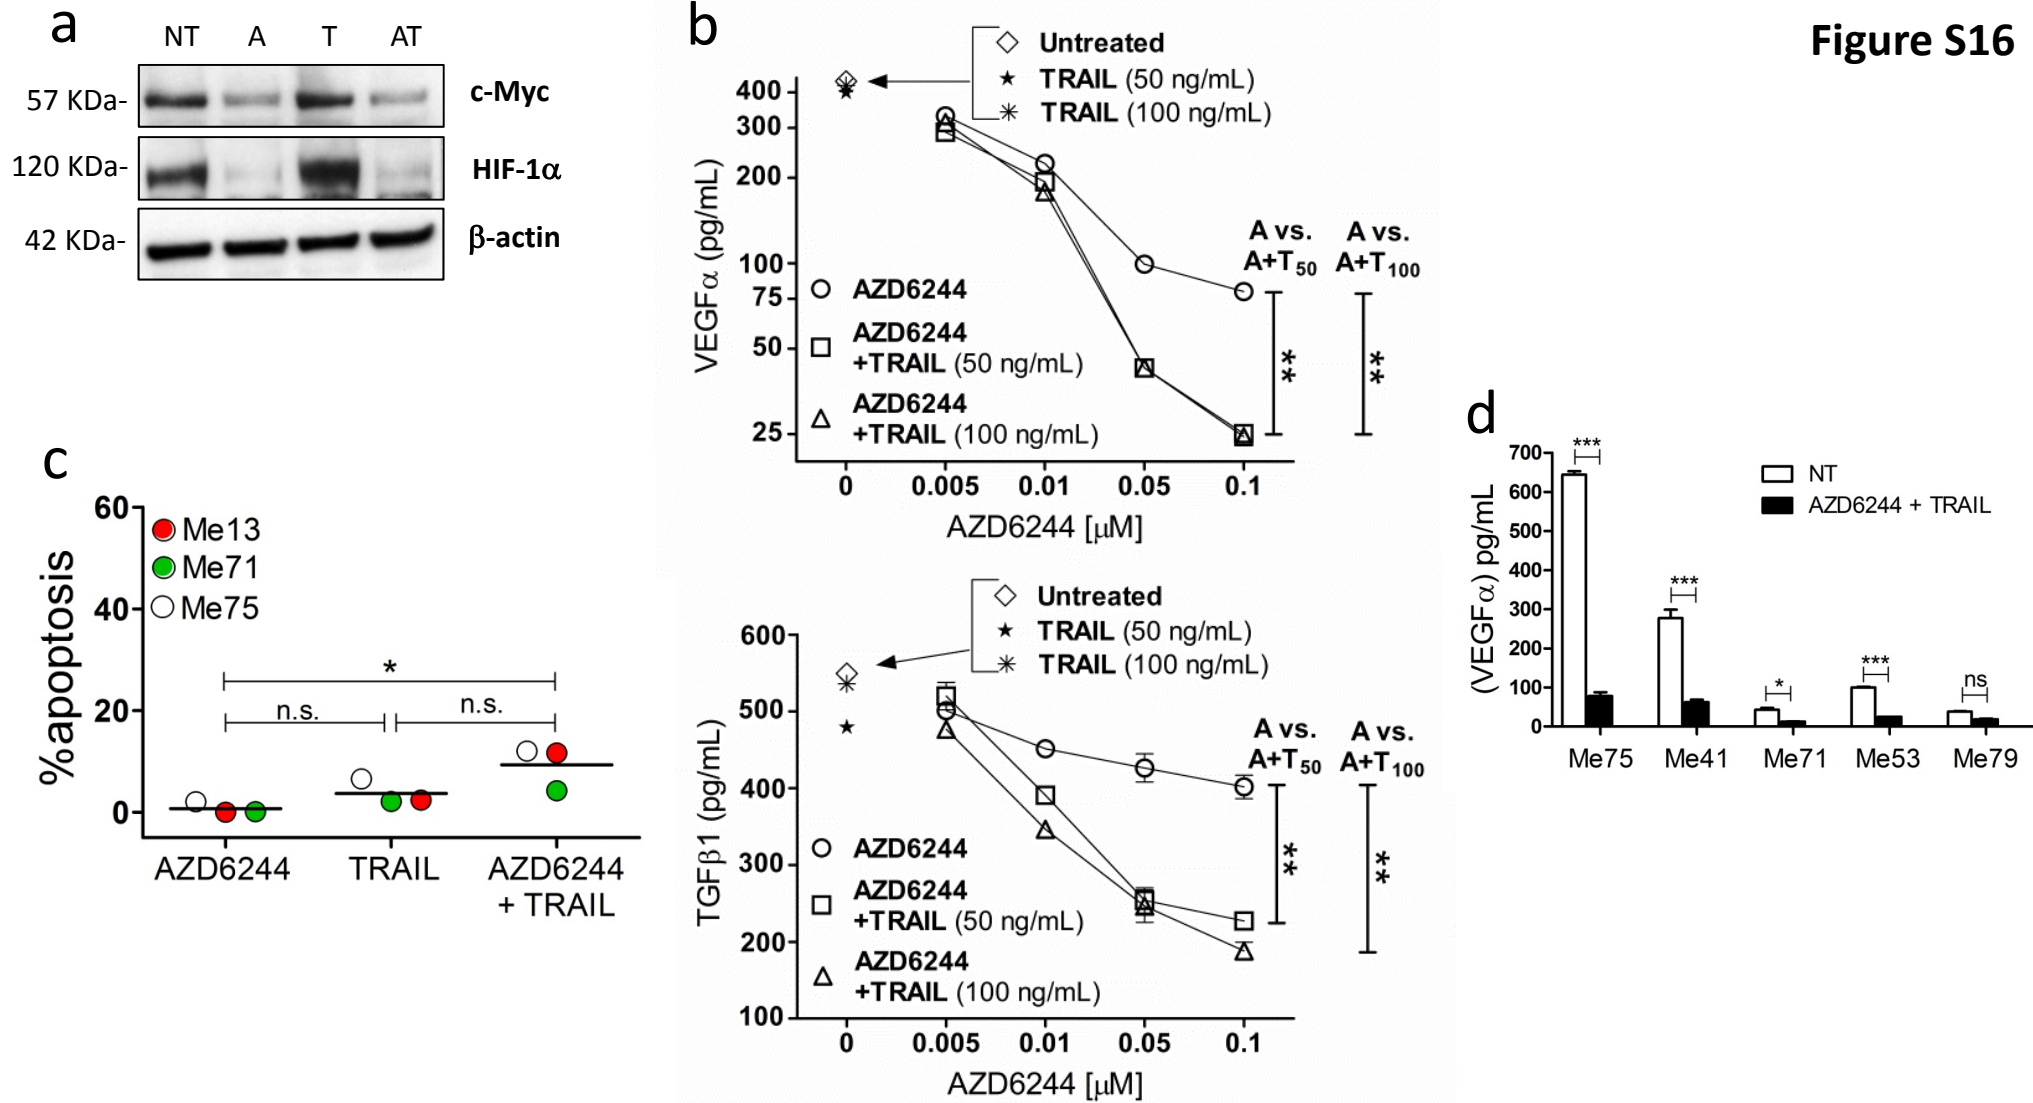 Figure S16
a
NT A T AT
57 KDa- c-Myc
120 KDa- HIF-1α
42 KDa- β-actin
b
Untreated
TRAIL (50 ng/mL)
TRAIL (100 ng/mL)
VEGFα (pg/mL)
400
300
200
100
75
50
25
AZD6244
AZD6244
+TRAIL (50 ng/mL)
AZD6244
+TRAIL (100 ng/mL)
A vs. A vs.
A+T50 A+T100
** **
0 0.005 0.01 0.05 0.1
AZD6244 [μM]
Untreated
TRAIL (50 ng/mL)
TRAIL (100 ng/mL)
TGFβ1 (pg/mL)
600
500
400
300
200
100
AZD6244
AZD6244
+TRAIL (50 ng/mL)
AZD6244
+TRAIL (100 ng/mL)
A vs. A vs.
A+T50 A+T100
** **
0 0.005 0.01 0.05 0.1
AZD6244 [μM]
c
%apoptosis
60
40
20
0
Me13
Me71
Me75
*
n.s. n.s.
AZD6244 TRAIL AZD6244
+ TRAIL
d
(VEGFα) pg/mL
700
600
500
400
300
200
100
0
NT
AZD6244 + TRAIL
*** *** * *** ns
Me75 Me41 Me71 Me53 Me79